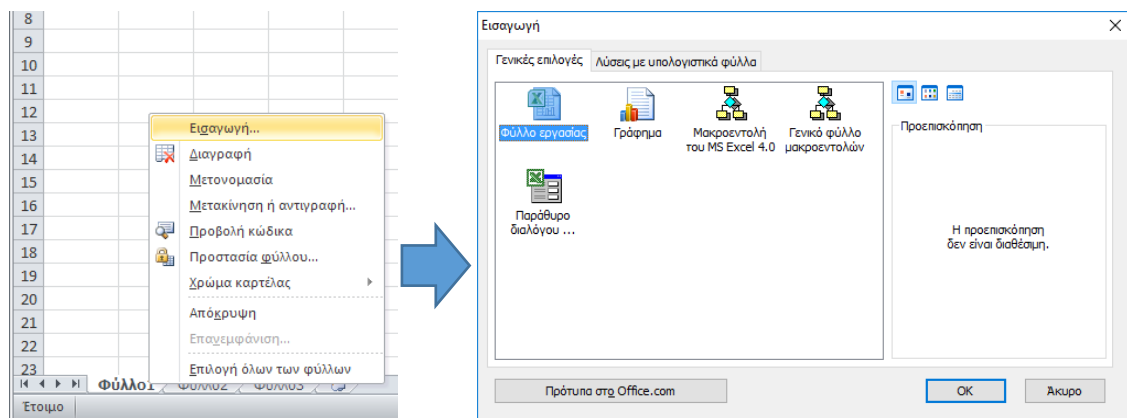 8
9
10
11
12
13
14
15
16
17
18
19
20
21
22
23
Εισαγωγή...
Διαγραφή
Μετονομασία
Μετακίνηση ή αντιγραφή...
Προβολή κώδικα
Προστασία φύλλου...
Χρώμα καρτέλας
Απόκρυψη
Επανεμφάνιση...
Επιλογή όλων των φύλλων
Φύλλο1 Φύλλο2 Φύλλο3
Έτοιμο
Εισαγωγή
Γενικές επιλογές Λύσεις με υπολογιστικά φύλλα
Φύλλο εργασίας
Γράφημα
Μακροεντολή
του MS Excel 4.0
Γενικό φύλλο
μακροεντολών
Παράθυρο
διαλόγου ...
Προεπισκόπηση
Η προεπισκόπηση
δεν είναι διαθέσιμη.
Πρότυπα στο Office.com
OK
Άκυρο